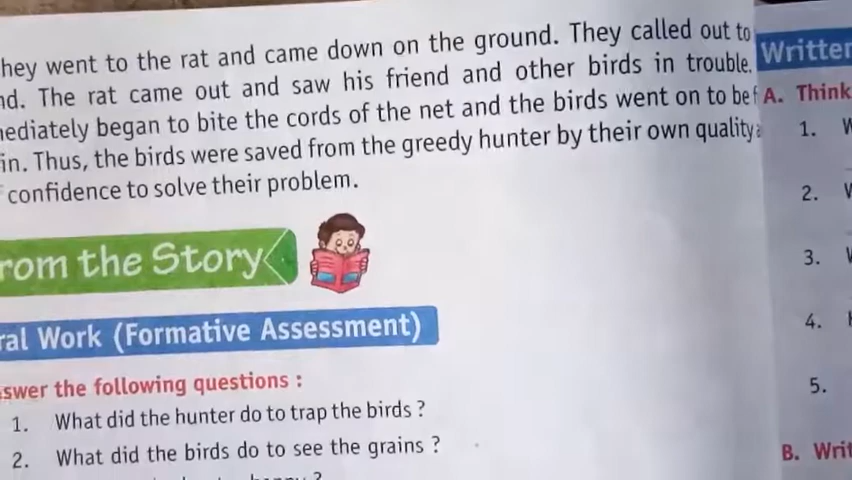 hey went to the rat and came down on the ground. They called out to
nd. The rat came out and saw his friend and other birds in trouble.
mediately began to bite the cords of the net and the birds went on to be f
in. Thus, the birds were saved from the greedy hunter by their own quality
confidence to solve their problem.
rom the Story
ral Work (Formative Assessment)
swer the following questions :
1. What did the hunter do to trap the birds ?
2. What did the birds do to see the grains ?
Written
A. Think
1. W
2.
3.
4.
5.
B. Writ